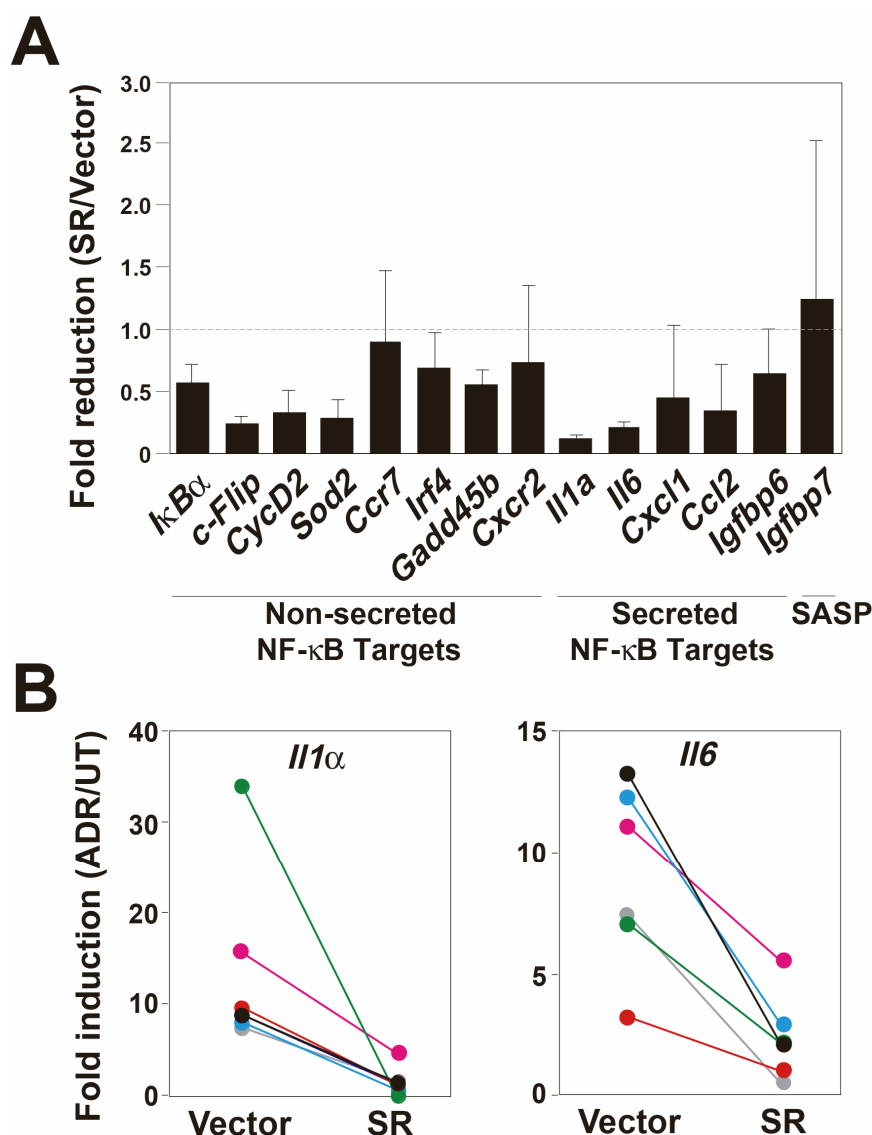 A
Fold reduction (SR/Vector)
3.0
2.5
2.0
1.5
1.0
0.5
0
IκBα
c-Flip
CycD2
Sod2
Ccr7
Irf4
Gadd45b
Cxcr2
Il1a
Il6
Cxcl1
Ccl2
Igfbp6
Igfbp7
Non-secreted
NF-κB Targets
Secreted
NF-κB Targets
SASP
B
Fold induction (ADR/UT)
40
30
20
10
0
Il1α
Vector
SR
15
10
5
0
Il6
Vector
SR